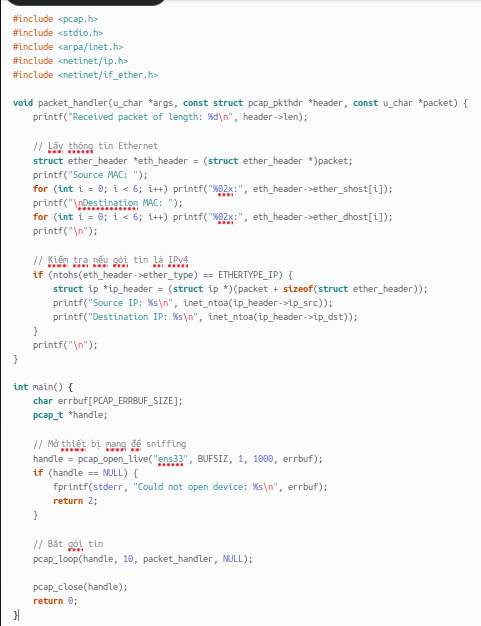 #include <pcap.h>
#include <stdio.h>
#include <arpa/inet.h>
#include <netinet/ip.h>
#include <netinet/if_ether.h>

void packet_handler(u_char *args, const struct pcap_pkthdr *header, const u_char *packet) {
    printf("Received packet of length: %d\n", header->len);

    // Lấy thông tin Ethernet
    struct ether_header *eth_header = (struct ether_header *)packet;
    printf("Source MAC: ");
    for (int i = 0; i < 6; i++) printf("%02x:", eth_header->ether_shost[i]);
    printf("\nDestination MAC: ");
    for (int i = 0; i < 6; i++) printf("%02x:", eth_header->ether_dhost[i]);
    printf("\n");

    // Kiểm tra nếu gói tin là IPv4
    if (ntohs(eth_header->ether_type) == ETHERTYPE_IP) {
        struct ip *ip_header = (struct ip *)(packet + sizeof(struct ether_header));
        printf("Source IP: %s\n", inet_ntoa(ip_header->ip_src));
        printf("Destination IP: %s\n", inet_ntoa(ip_header->ip_dst));
    }
    printf("\n");
}

int main() {
    char errbuf[PCAP_ERRBUF_SIZE];
    pcap_t *handle;

    // Mở thiết bị mạng để sniffing
    handle = pcap_open_live("ens33", BUFSIZ, 1, 1000, errbuf);
    if (handle == NULL) {
        fprintf(stderr, "Could not open device: %s\n", errbuf);
        return 2;
    }

    // Bắt gói tin
    pcap_loop(handle, 10, packet_handler, NULL);

    pcap_close(handle);
    return 0;
}